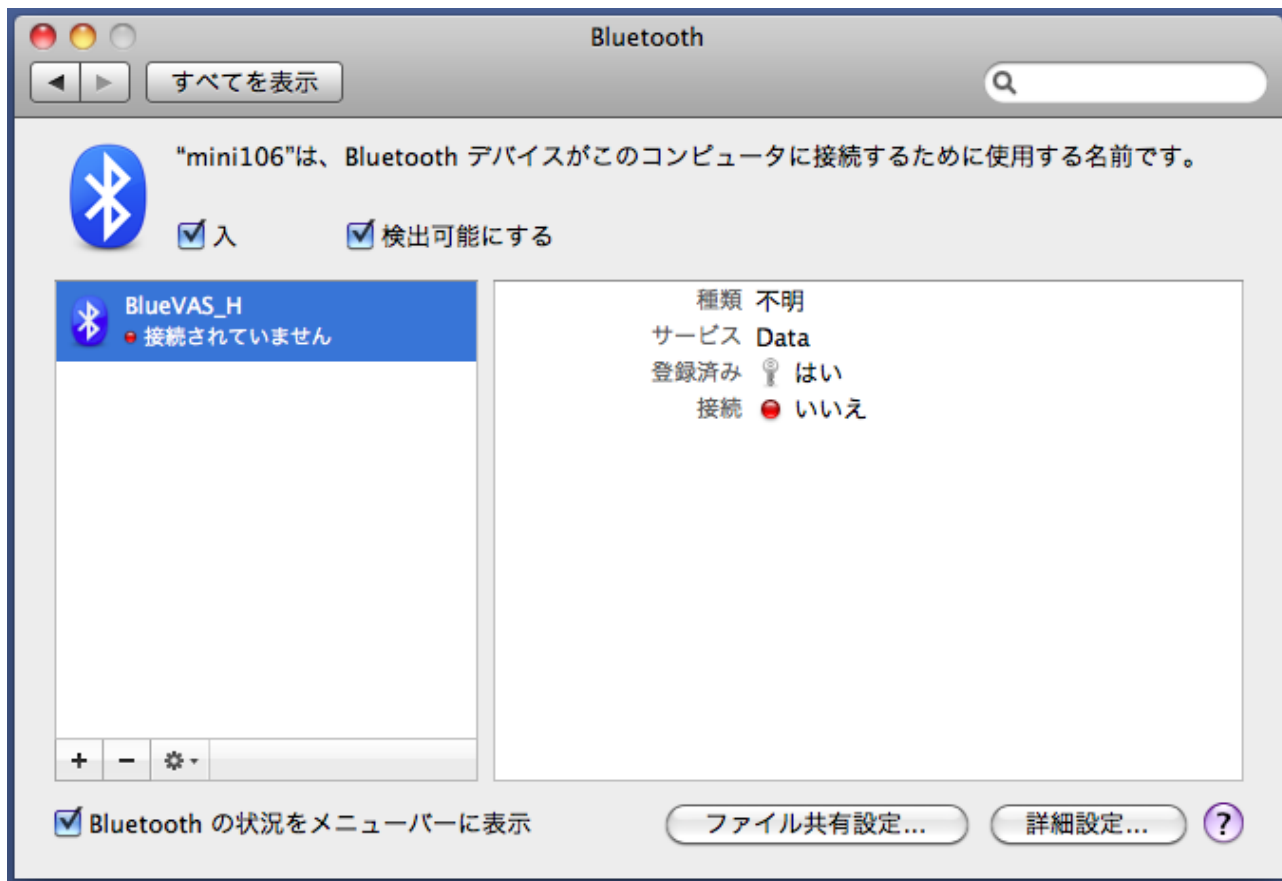 Bluetooth
すべてを表示
“mini106”は、Bluetooth デバイスがこのコンピュータに接続するために使用する名前です。
入 検出可能にする
BlueVAS_H
接続されていません
種類 不明
サービス Data
登録済み はい
接続 いいえ
+ −
Bluetooth の状況をメニューバーに表示 ファイル共有設定... 詳細設定... ?